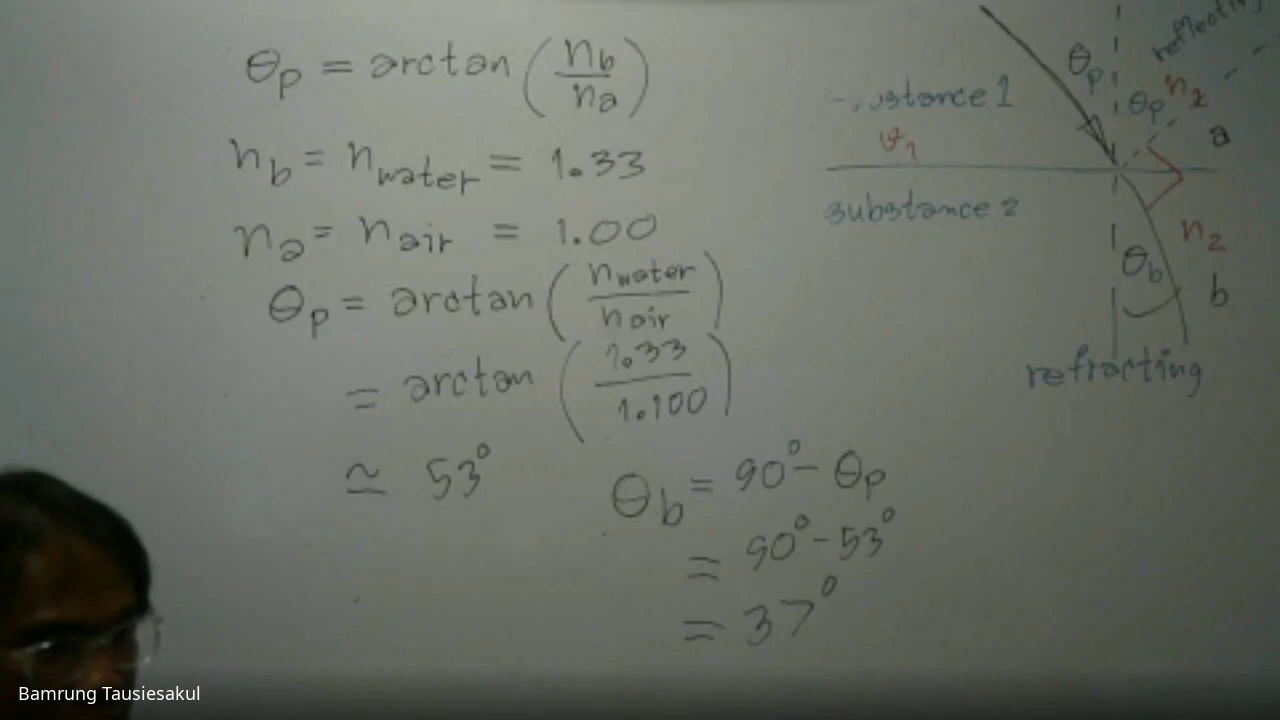 θp = arctan(nb/na)
nb = nwater = 1.33
na = nair = 1.00
θp = arctan(nwater/nair)
= arctan(1.33/1.100)
≃ 53°
θb = 90° - θp
= 90° - 53°
= 37°
reflecting
θp
θp
n2
a
substance 1
substance 2
n2
θb
b
refracting
Bamrung Tausiesakul